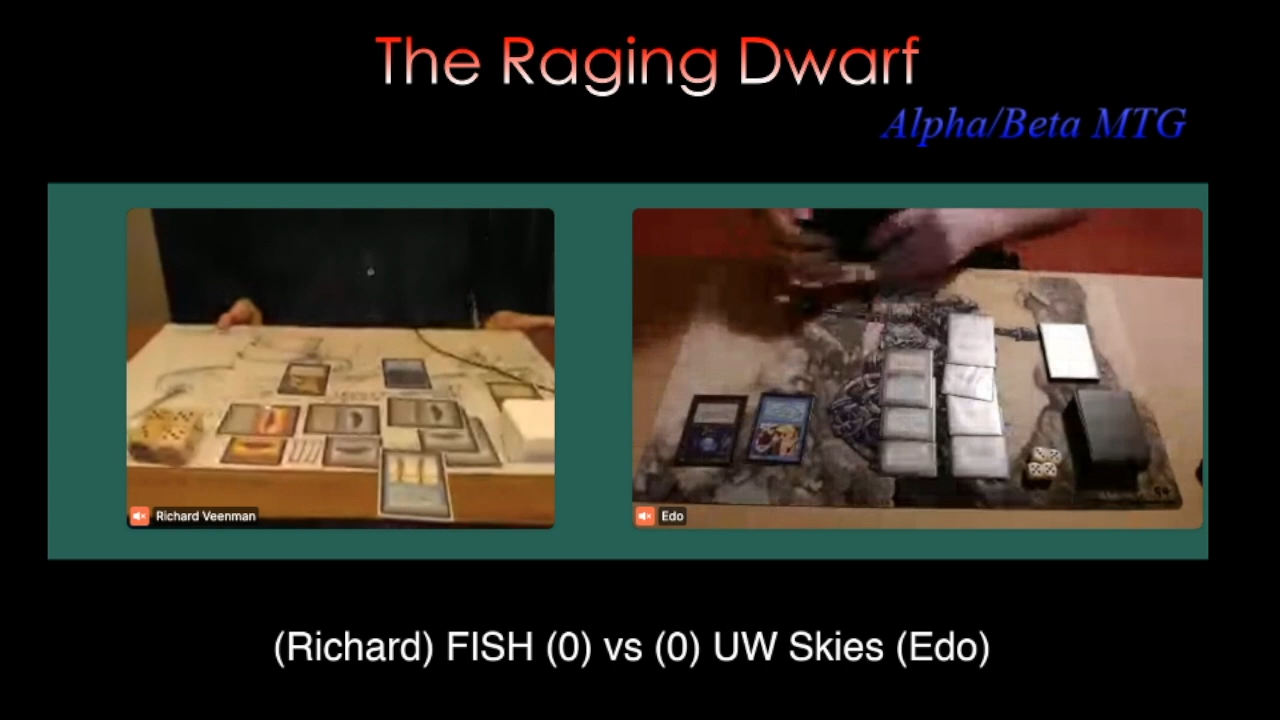 The Raging Dwarf
Alpha/Beta MTG
Richard Veenman
Edo
(Richard) FISH (0) vs (0) UW Skies (Edo)